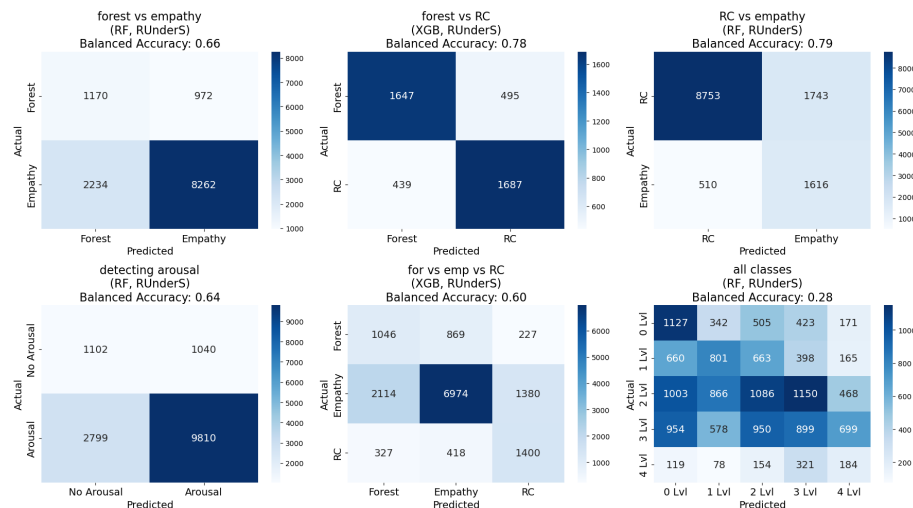 forest vs empathy
(RF, RUnderS)
Balanced Accuracy: 0.66
Actual
Forest
Empathy
1170 972
2234 8262
Forest Empathy
Predicted
8000
7000
6000
5000
4000
3000
2000
1000
forest vs RC
(XGB, RUnderS)
Balanced Accuracy: 0.78
Actual
Forest
RC
1647 495
439 1687
Forest RC
Predicted
1600
1400
1200
1000
800
600
RC vs empathy
(RF, RUnderS)
Balanced Accuracy: 0.79
Actual
RC
Empathy
8753 1743
510 1616
RC Empathy
Predicted
8000
7000
6000
5000
4000
3000
2000
1000
detecting arousal
(RF, RUnderS)
Balanced Accuracy: 0.64
Actual
No Arousal
Arousal
1102 1040
2799 9810
No Arousal Arousal
Predicted
9000
8000
7000
6000
5000
4000
3000
2000
for vs emp vs RC
(XGB, RUnderS)
Balanced Accuracy: 0.60
Actual
Forest
Empathy
RC
1046 869 227
2114 6974 1380
327 418 1400
Forest Empathy RC
Predicted
6000
5000
4000
3000
2000
1000
all classes
(RF, RUnderS)
Balanced Accuracy: 0.28
Actual
0 Lvl
1 Lvl
2 Lvl
3 Lvl
4 Lvl
1127 342 505 423 171
660 801 663 398 165
1003 866 1086 1150 468
954 578 950 899 699
119 78 154 321 184
0 Lvl 1 Lvl 2 Lvl 3 Lvl 4 Lvl
Predicted
1000
800
600
400
200